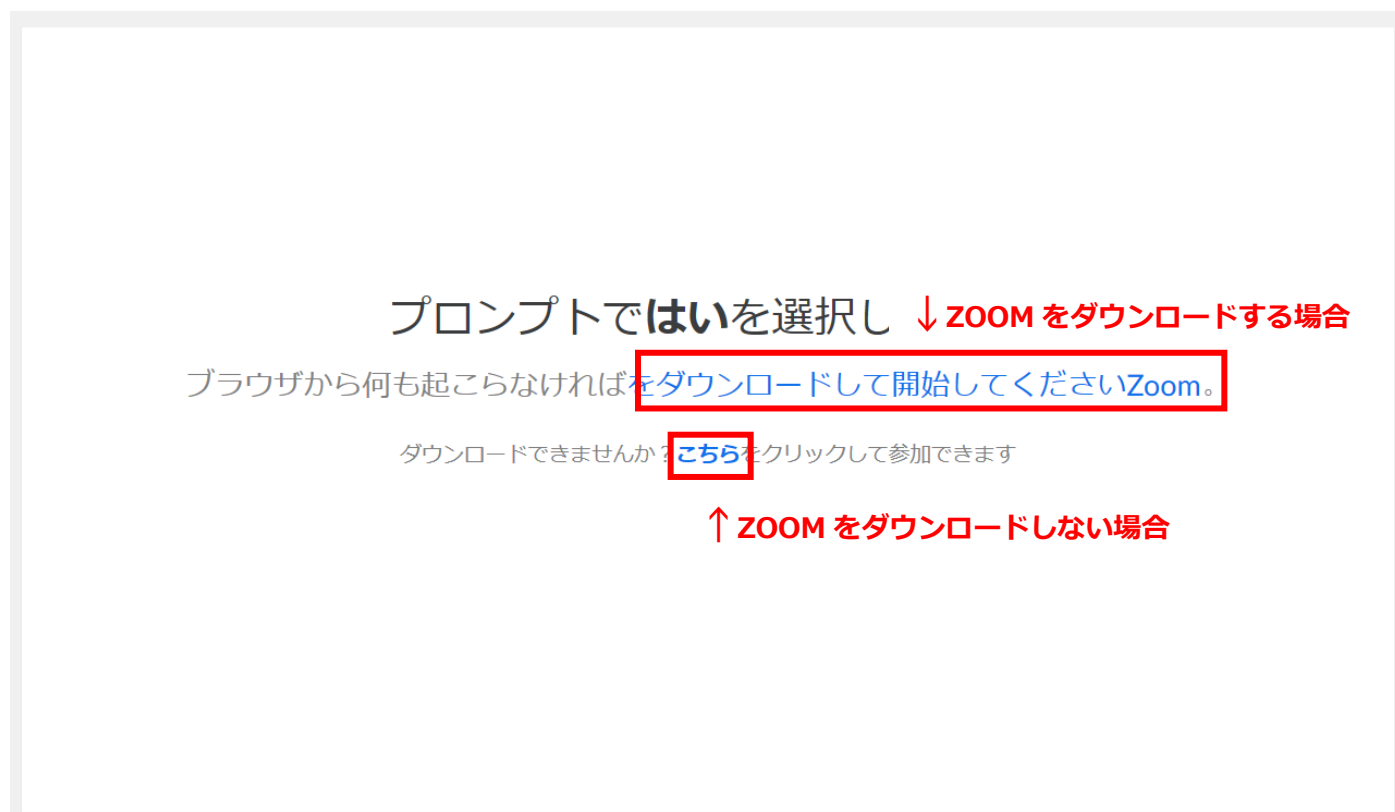 プロンプトではいを選択し
↓ZOOM をダウンロードする場合
ブラウザから何も起こらなければをダウンロードして開始してくださいZoom。
ダウンロードできませんか?こちらをクリックして参加できます
↑ZOOM をダウンロードしない場合